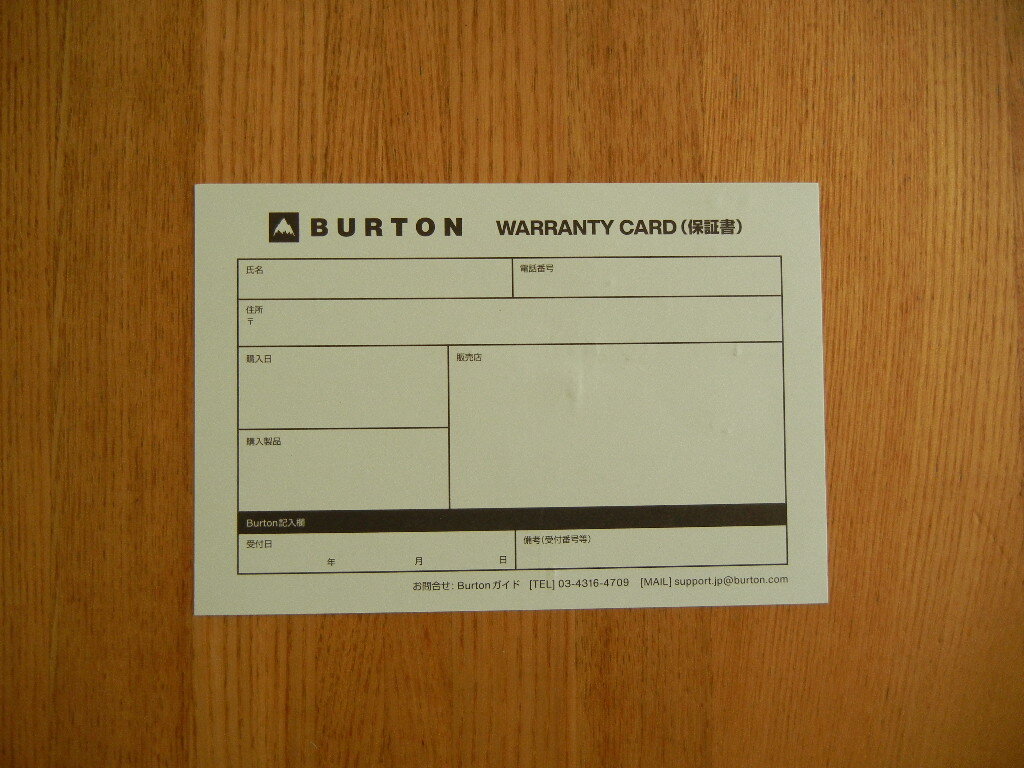 BURTON WARRANTY CARD(保証書)
氏名 電話番号
住所
〒
購入日 販売店
購入製品
Burton記入欄
受付日 備考(受付番号等)
年 月 日
お問合せ: Burtonガイド [TEL] 03-4316-4709 [MAIL] support.jp@burton.com